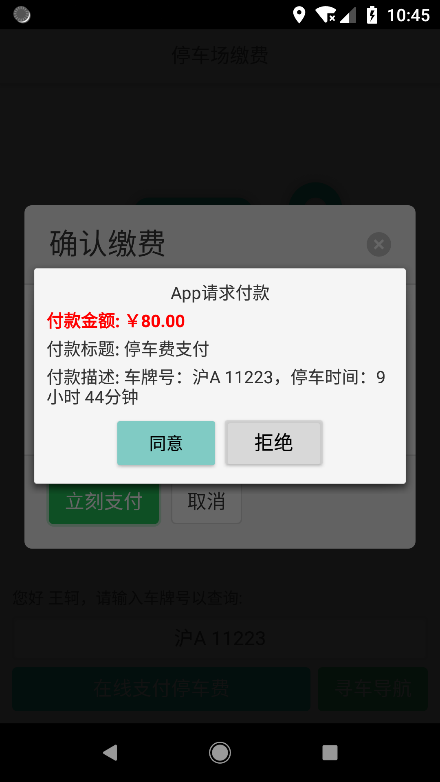 10:45
停车场缴费
确认缴费
App请求付款
付款金额: ￥80.00
付款标题: 停车费支付
付款描述: 车牌号：沪A 11223，停车时间：9
小时 44分钟
同意
拒绝
立刻支付
取消
您好 王轲，请输入车牌号以查询:
沪A 11223
在线支付停车费
寻车导航